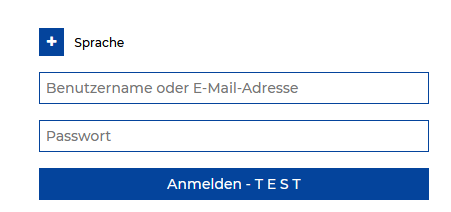 Sprache
Benutzername oder E-Mail-Adresse
Passwort
Anmelden - T E S T